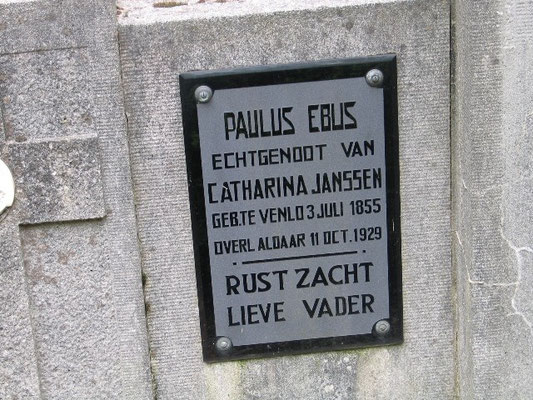 PAULUS EBUS
ECHTGENOOT VAN
CATHARINA JANSSEN
GEB.TE VENLO 3 JULI 1855
OVERL ALDAAR 11 OCT. 1929
RUST ZACHT
LIEVE VADER